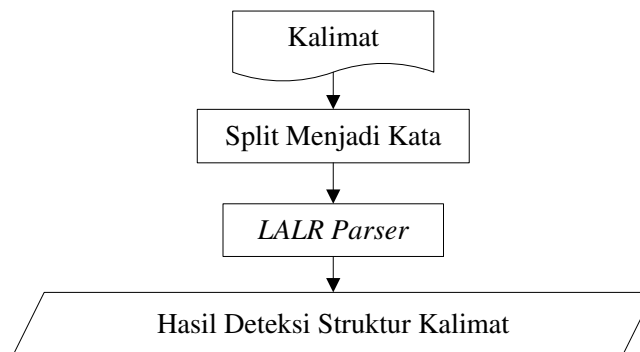 Kalimat
Split Menjadi Kata
LALR Parser
Hasil Deteksi Struktur Kalimat